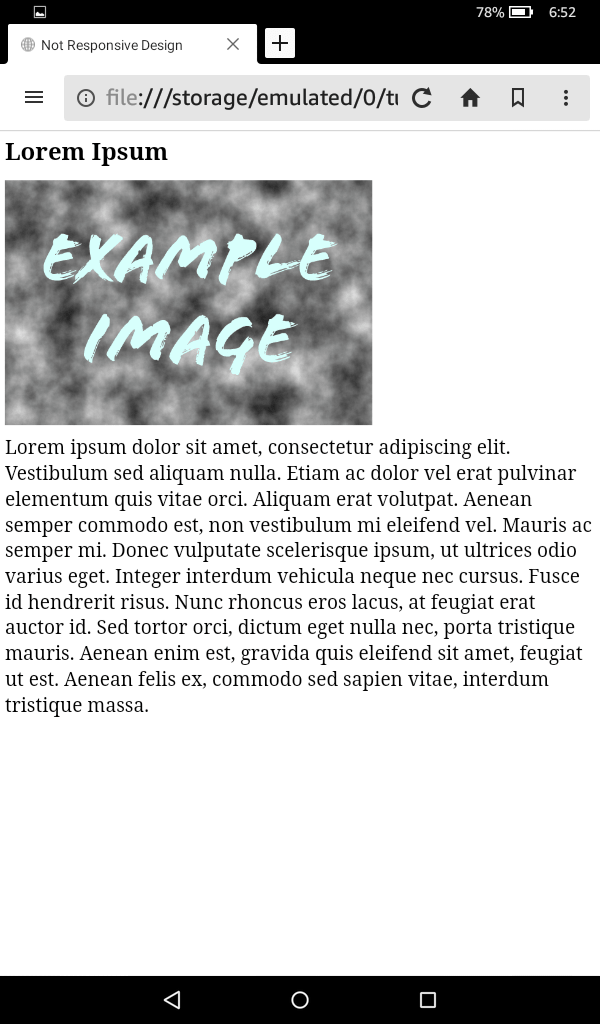 78% 6:52
Not Responsive Design
file:///storage/emulated/0/tu
Lorem Ipsum
EXAMPLE
IMAGE
Lorem ipsum dolor sit amet, consectetur adipiscing elit.
Vestibulum sed aliquam nulla. Etiam ac dolor vel erat pulvinar
elementum quis vitae orci. Aliquam erat volutpat. Aenean
semper commodo est, non vestibulum mi eleifend vel. Mauris ac
semper mi. Donec vulputate scelerisque ipsum, ut ultrices odio
varius eget. Integer interdum vehicula neque nec cursus. Fusce
id hendrerit risus. Nunc rhoncus eros lacus, at feugiat erat
auctor id. Sed tortor orci, dictum eget nulla nec, porta tristique
mauris. Aenean enim est, gravida quis eleifend sit amet, feugiat
ut est. Aenean felis ex, commodo sed sapien vitae, interdum
tristique massa.